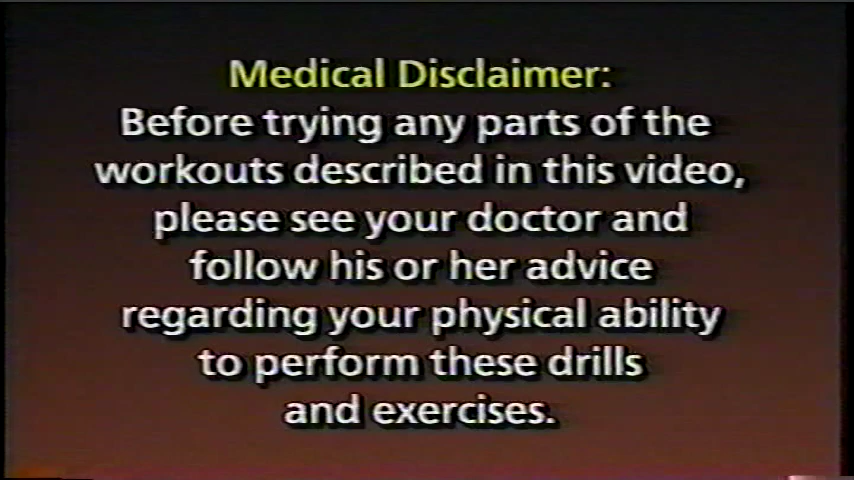 Medical Disclaimer:
Before trying any parts of the
workouts described in this video,
please see your doctor and
follow his or her advice
regarding your physical ability
to perform these drills
and exercises.